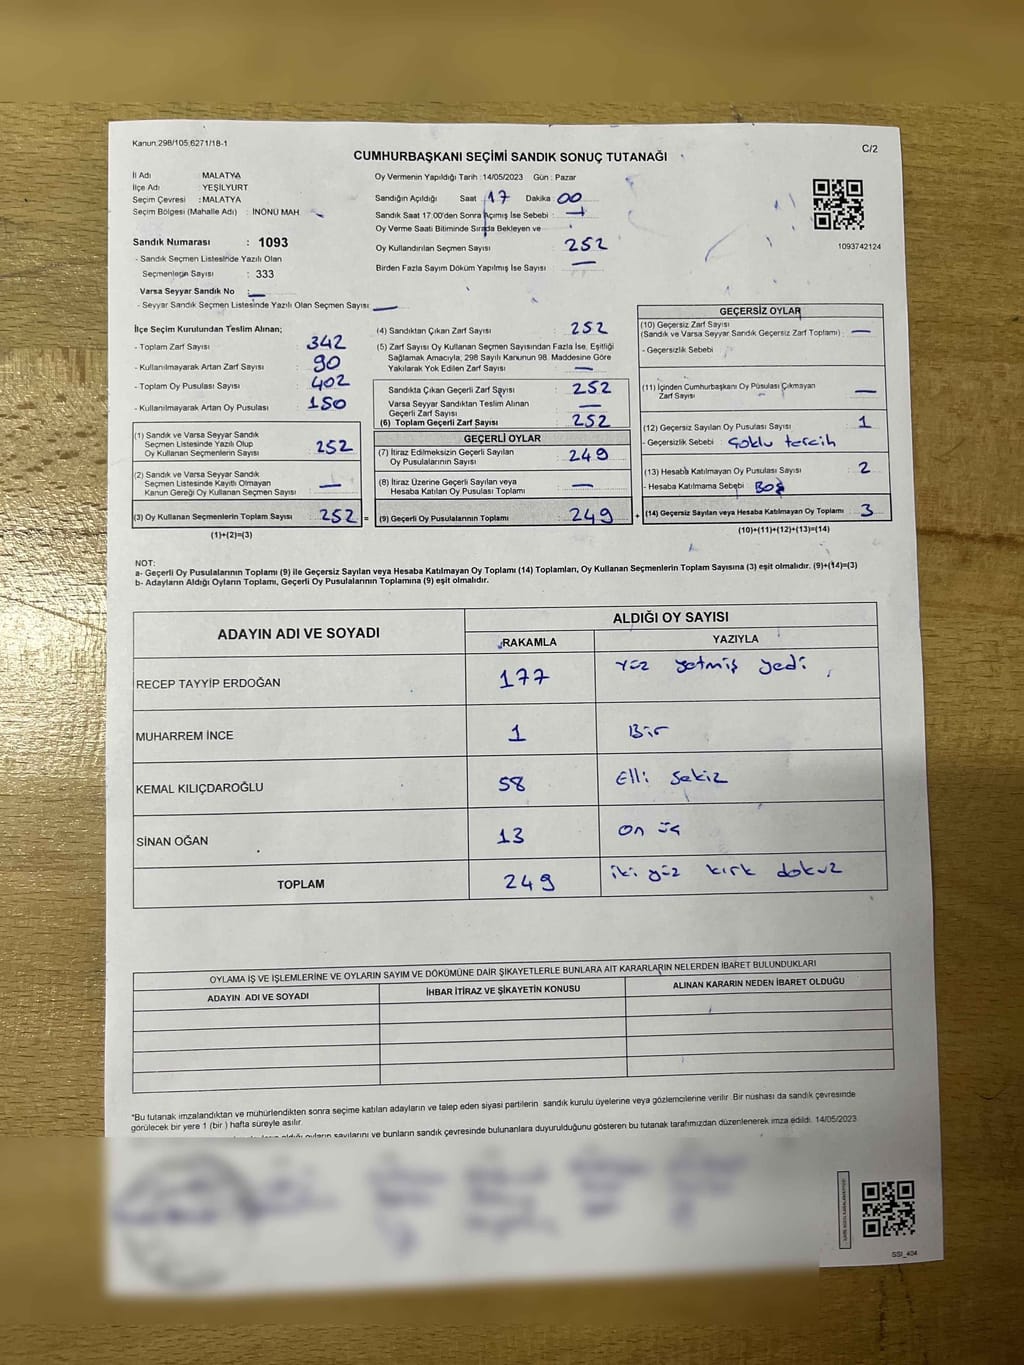 Kanun:298/105,6271/18-1
C/2
CUMHURBAŞKANI SEÇİMİ SANDIK SONUÇ TUTANAĞI
İl Adı MALATYA
İlçe Adı YEŞİLYURT
Seçim Çevresi : MALATYA
Seçim Bölgesi (Mahalle Adı) : İNÖNÜ MAH
Sandık Numarası : 1093
- Sandık Seçmen Listesinde Yazılı Olan
Seçmenlerin Sayısı : 333
Varsa Seyyar Sandık No : —
- Seyyar Sandık Seçmen Listesinde Yazılı Olan Seçmen Sayısı: —
Oy Vermenin Yapıldığı Tarih :14/05/2023 Gün : Pazar
Sandığın Açıldığı Saat : 17 Dakika : 00
Sandık Saat 17:00'den Sonra Açımış İse Sebebi : —
Oy Verme Saati Bitiminde Sırada Bekleyen ve
Oy Kullandırılan Seçmen Sayısı : 252
Birden Fazla Sayım Döküm Yapılmış İse Sayısı : —
1093742124
İlçe Seçim Kurulundan Teslim Alınan;
- Toplam Zarf Sayısı : 342
- Kullanılmayarak Artan Zarf Sayısı : 90
- Toplam Oy Pusulası Sayısı : 402
- Kullanılmayarak Artan Oy Pusulası : 150
(1) Sandık ve Varsa Seyyar Sandık
Seçmen Listesinde Yazılı Olup
Oy Kullanan Seçmenlerin Sayısı : 252
(2) Sandık ve Varsa Seyyar Sandık
Seçmen Listesinde Kayıtlı Olmayan
Kanun Gereği Oy Kullanan Seçmen Sayısı : —
(3) Oy Kullanan Seçmenlerin Toplam Sayısı : 252 =
(1)+(2)=(3)
(4) Sandıktan Çıkan Zarf Sayısı : 252
(5) Zarf Sayısı Oy Kullanan Seçmen Sayısından Fazla İse, Eşitliği
Sağlamak Amacıyla, 298 Sayılı Kanunun 98. Maddesine Göre
Yakılarak Yok Edilen Zarf Sayısı : —
Sandıkta Çıkan Geçerli Zarf Sayısı : 252
Varsa Seyyar Sandıktan Teslim Alınan
Geçerli Zarf Sayısı : —
(6) Toplam Geçerli Zarf Sayısı : 252
GEÇERLİ OYLAR
(7) İtiraz Edilmeksizin Geçerli Sayılan
Oy Pusulalarının Sayısı : 249
(8) İtiraz Üzerine Geçerli Sayılan veya
Hesaba Katılan Oy Pusulası Toplamı : —
(9) Geçerli Oy Pusulalarının Toplamı : 249 +
GEÇERSİZ OYLAR
(10) Geçersiz Zarf Sayısı
(Sandık ve Varsa Seyyar Sandık Geçersiz Zarf Toplamı) : —
- Geçersizlik Sebebi :
(11) İçinden Cumhurbaşkanı Oy Pusulası Çıkmayan
Zarf Sayısı : —
(12) Geçersiz Sayılan Oy Pusulası Sayısı : 1
- Geçersizlik Sebebi : Çoklu tercih
(13) Hesaba Katılmayan Oy Pusulası Sayısı : 2
- Hesaba Katılmama Sebebi : Boş
(14) Geçersiz Sayılan veya Hesaba Katılmayan Oy Toplamı : 3
(10)+(11)+(12)+(13)=(14)
NOT:
a- Geçerli Oy Pusulalarının Toplamı (9) ile Geçersiz Sayılan veya Hesaba Katılmayan Oy Toplamı (14) Toplamları, Oy Kullanan Seçmenlerin Toplam Sayısına (3) eşit olmalıdır. (9)+(14)=(3)
b- Adayların Aldığı Oyların Toplamı, Geçerli Oy Pusulalarının Toplamına (9) eşit olmalıdır.
ADAYIN ADI VE SOYADI
ALDIĞI OY SAYISI
RAKAMLA YAZIYLA
RECEP TAYYİP ERDOĞAN 177 Yüz yetmiş yedi
MUHARREM İNCE 1 Bir
KEMAL KILIÇDAROĞLU 58 Elli sekiz
SİNAN OĞAN 13 On üç
TOPLAM 249 iki yüz kırk dokuz
OYLAMA İŞ VE İŞLEMLERİNE VE OYLARIN SAYIM VE DÖKÜMÜNE DAİR ŞİKAYETLERLE BUNLARA AİT KARARLARIN NELERDEN İBARET BULUNDUKLARI
ADAYIN ADI VE SOYADI İHBAR İTİRAZ VE ŞİKAYETİN KONUSU ALINAN KARARIN NEDEN İBARET OLDUĞU
*Bu tutanak imzalandıktan ve mühürlendikten sonra seçime katılan adayların ve talep eden siyasi partilerin sandık kurulu üyelerine veya gözlemcilerine verilir. Bir nüshası da sandık çevresinde
görülecek bir yere 1 (bir ) hafta süreyle asılır.
oyların sayılarını ve bunların sandık çevresinde bulunanlara duyurulduğunu gösteren bu tutanak tarafımızdan düzenlenerek imza edildi. 14/05/2023
SSI_404